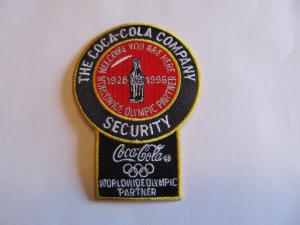 THE COCA-COLA COMPANY
WELCOME YOU ARE HERE
1928 1996
WORLDWIDE OLYMPIC PARTNER
SECURITY
Coca-Cola
WORLDWIDE OLYMPIC
PARTNER